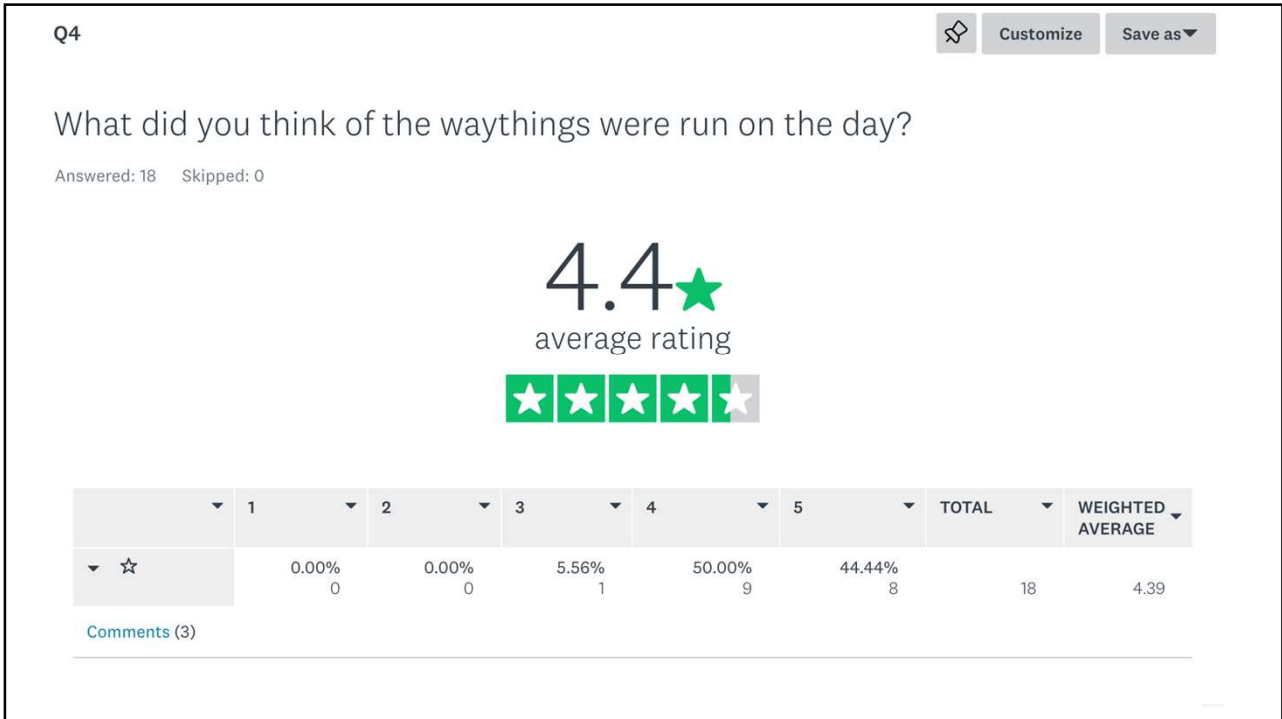 Q4
Customize
Save as
What did you think of the waythings were run on the day?
Answered: 18 Skipped: 0
4.4
average rating
1 2 3 4 5 TOTAL WEIGHTED AVERAGE
0.00% 0.00% 5.56% 50.00% 44.44%
0 0 1 9 8 18 4.39
Comments (3)